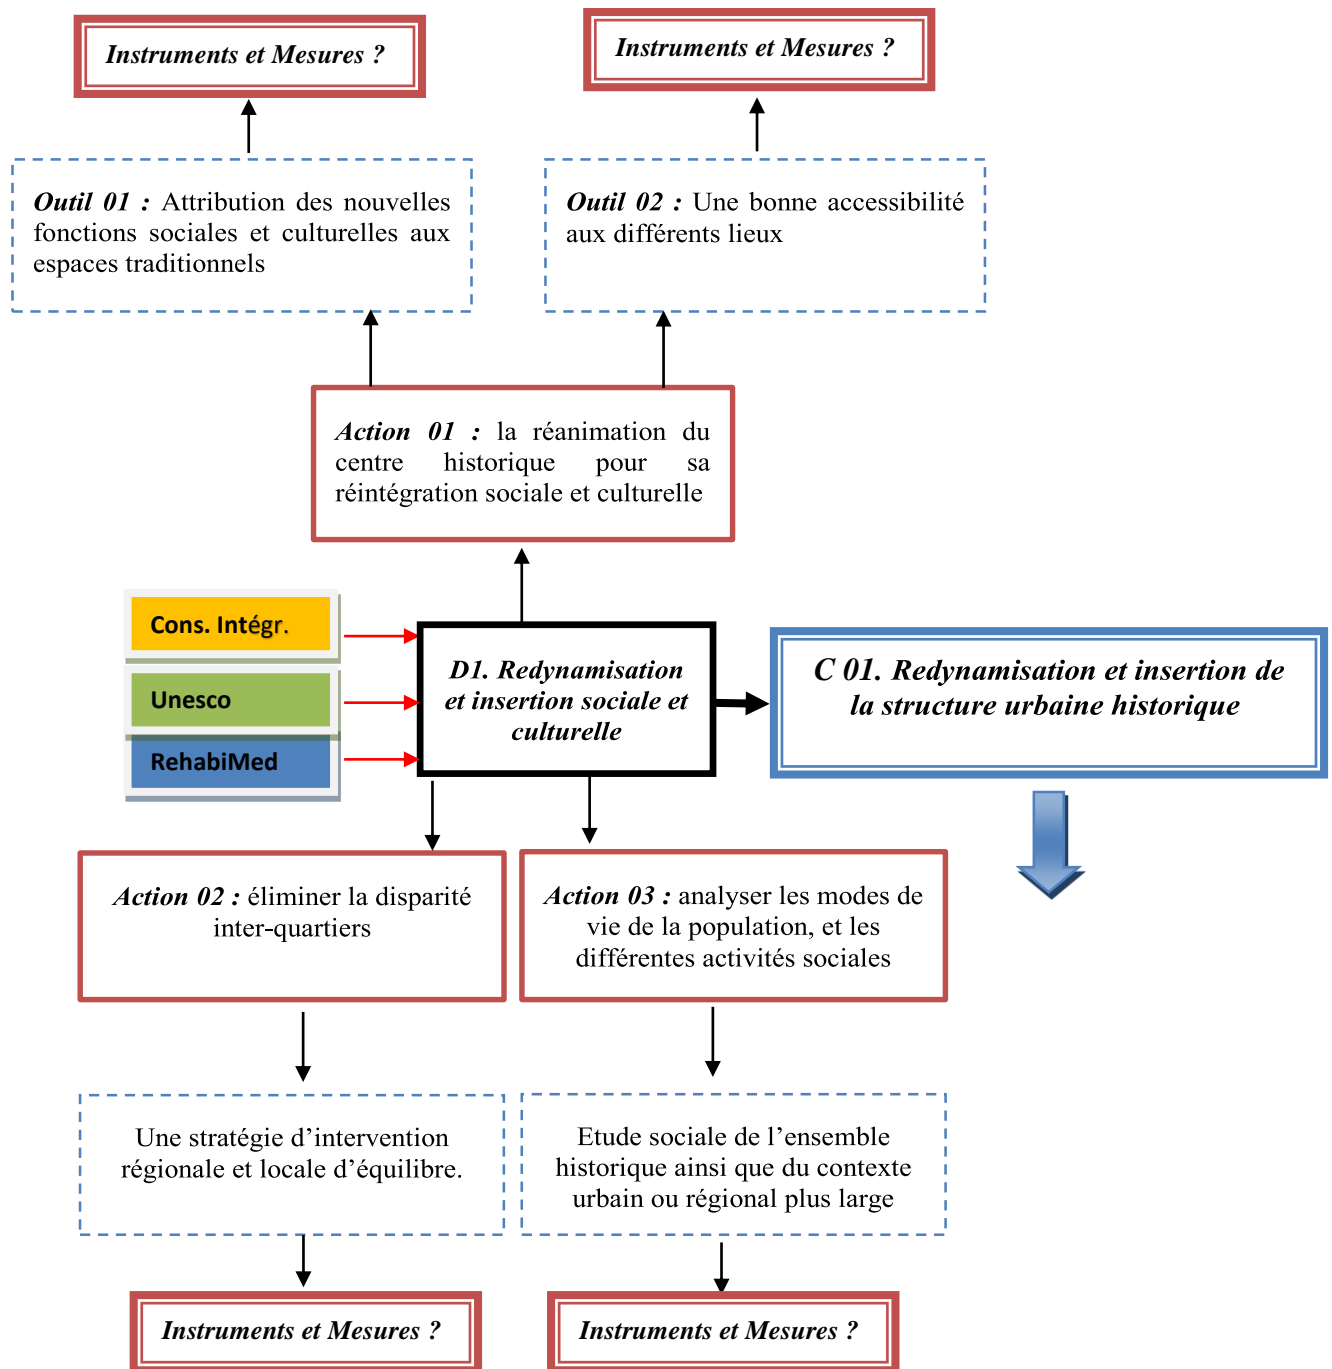 Instruments et Mesures ?
Instruments et Mesures ?
Outil 01 : Attribution des nouvelles
fonctions sociales et culturelles aux
espaces traditionnels
Outil 02 : Une bonne accessibilité
aux différents lieux
Action 01 : la réanimation du
centre historique pour sa
réintégration sociale et culturelle
Cons. Intégr.
Unesco
RehabiMed
D1. Redynamisation
et insertion sociale et
culturelle
C 01. Redynamisation et insertion de
la structure urbaine historique
Action 02 : éliminer la disparité
inter-quartiers
Action 03 : analyser les modes de
vie de la population, et les
différentes activités sociales
Une stratégie d’intervention
régionale et locale d’équilibre.
Etude sociale de l’ensemble
historique ainsi que du contexte
urbain ou régional plus large
Instruments et Mesures ?
Instruments et Mesures ?